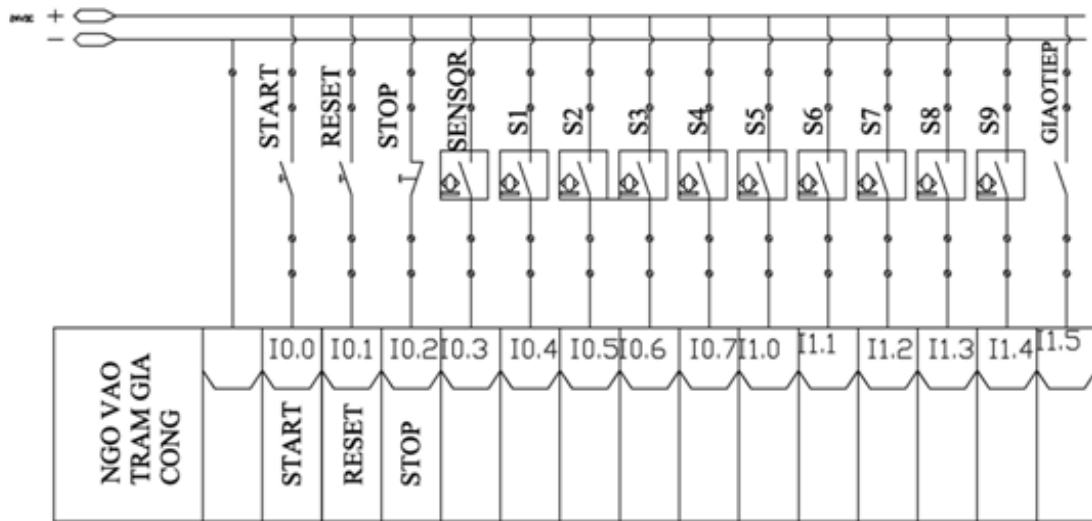 +
−
START
RESET
STOP
SENSOR
S1
S2
S3
S4
S5
S6
S7
S8
S9
GIAOTIEP
I0.0
I0.1
I0.2
I0.3
I0.4
I0.5
I0.6
I0.7
I1.0
I1.1
I1.2
I1.3
I1.4
I1.5
NGO VAO
TRAM GIA
CONG
START
RESET
STOP